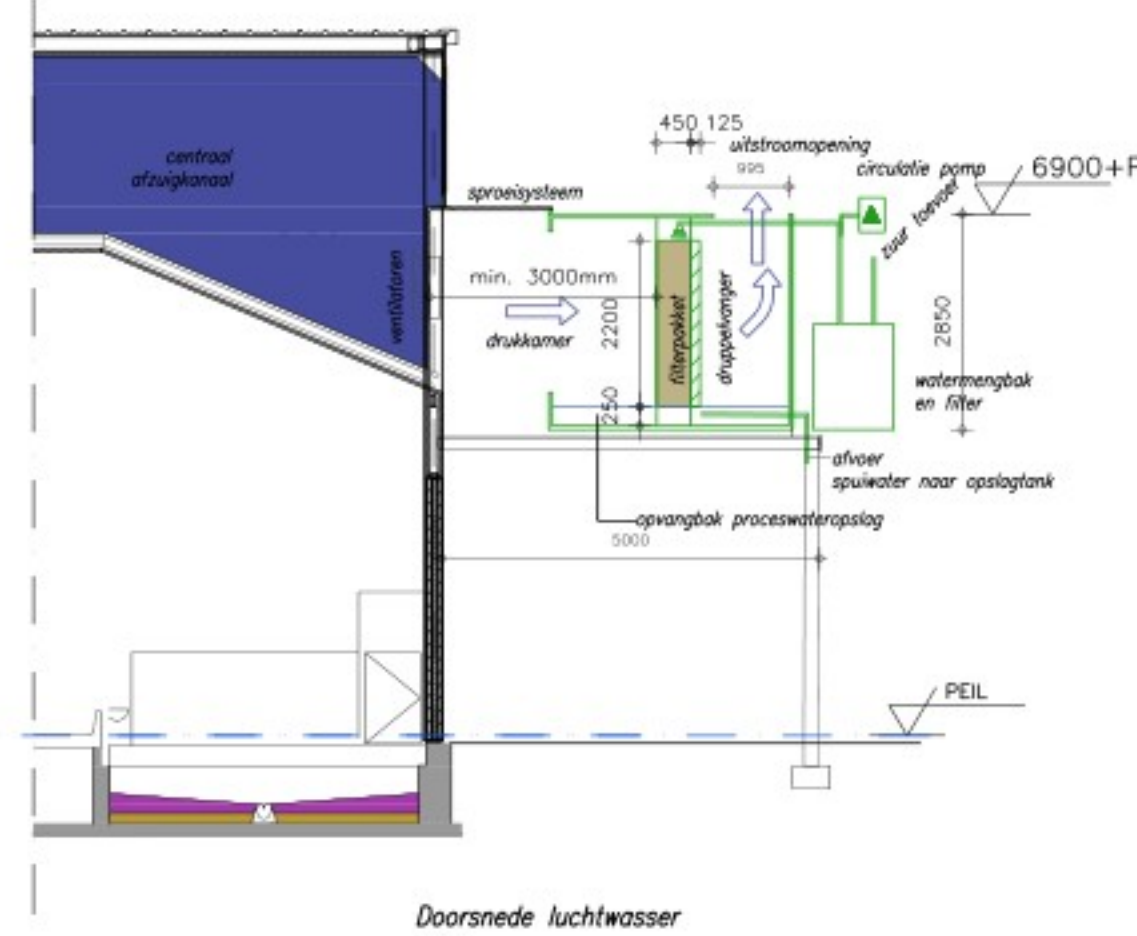 centraal
afzuigkanaal
ventilatoren
sproeisysteem
min. 3000mm
drukkamer
450 125
uitstroomopening
995
circulatie pomp
6900+P
zuur toevoer
2200
250
filterpakket
druppelvanger
2850
watermengbak
en filter
afvoer
spuiwater naar opslagtank
opvangbak proceswateropslag
5000
PEIL
Doorsnede luchtwasser